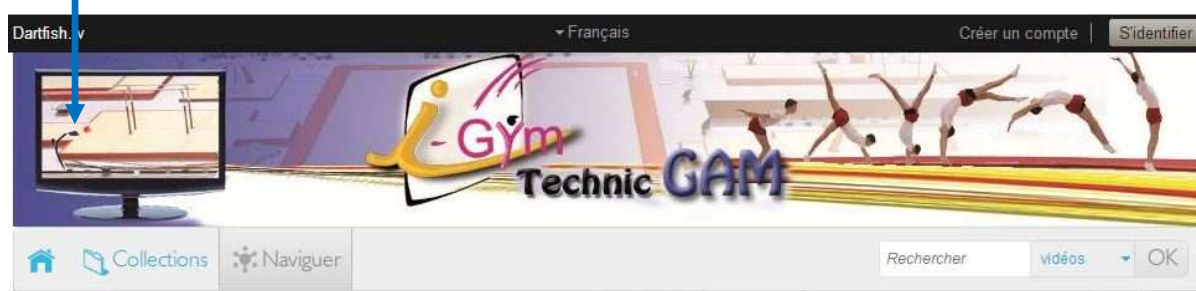 Dartfish.tv
Français
Créer un compte
S'identifier
i-Gym
Technic GAM
Collections
Naviguer
Rechercher
vidéos
OK